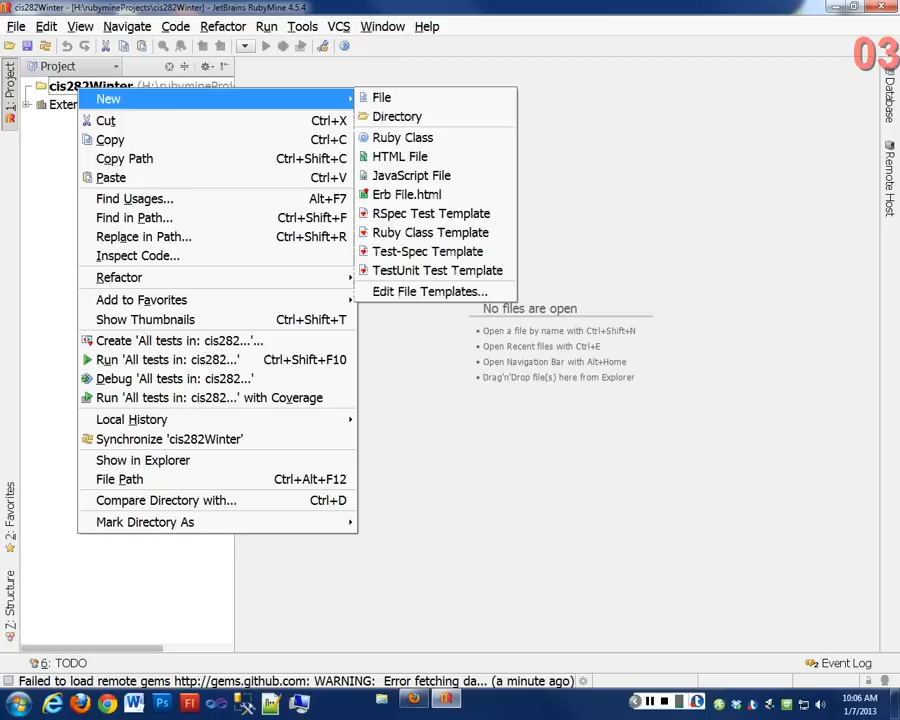 cis282Winter - [H:\rubymineProjects\cis282Winter] - JetBrains RubyMine 4.5.4
File Edit View Navigate Code Refactor Run Tools VCS Window Help
03
Project
1: Project
cis282Winter (H:\rubymineProje
Exter
New
Cut Ctrl+X
Copy Ctrl+C
Copy Path Ctrl+Shift+C
Paste Ctrl+V
Find Usages... Alt+F7
Find in Path... Ctrl+Shift+F
Replace in Path... Ctrl+Shift+R
Inspect Code...
Refactor
Add to Favorites
Show Thumbnails Ctrl+Shift+T
Create 'All tests in: cis282...'...
Run 'All tests in: cis282...' Ctrl+Shift+F10
Debug 'All tests in: cis282...'
Run 'All tests in: cis282...' with Coverage
Local History
Synchronize 'cis282Winter'
Show in Explorer
File Path Ctrl+Alt+F12
Compare Directory with... Ctrl+D
Mark Directory As
File
Directory
Ruby Class
HTML File
JavaScript File
Erb File.html
RSpec Test Template
Ruby Class Template
Test-Spec Template
TestUnit Test Template
Edit File Templates...
No files are open
• Open a file by name with Ctrl+Shift+N
• Open Recent files with Ctrl+E
• Open Navigation Bar with Alt+Home
• Drag'n'Drop file(s) here from Explorer
Database
Remote Host
2: Favorites
7: Structure
6: TODO
2 Event Log
Failed to load remote gems http://gems.github.com: WARNING: Error fetching da... (a minute ago)
10:06 AM
1/7/2013